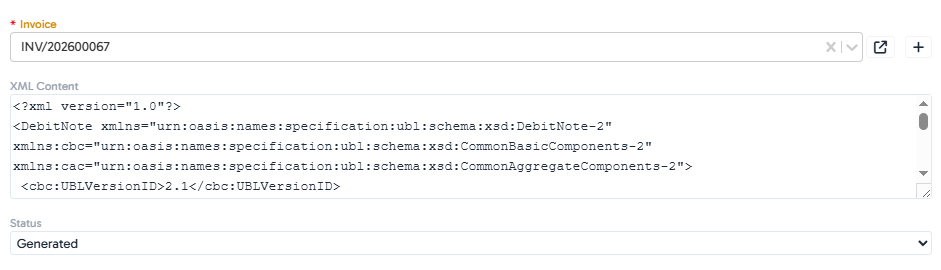 * Invoice
INV/202600067
XML Content
<?xml version="1.0"?>
<DebitNote xmlns="urn:oasis:names:specification:ubl:schema:xsd:DebitNote-2"
xmlns:cbc="urn:oasis:names:specification:ubl:schema:xsd:CommonBasicComponents-2"
xmlns:cac="urn:oasis:names:specification:ubl:schema:xsd:CommonAggregateComponents-2">
 <cbc:UBLVersionID>2.1</cbc:UBLVersionID>
Status
Generated